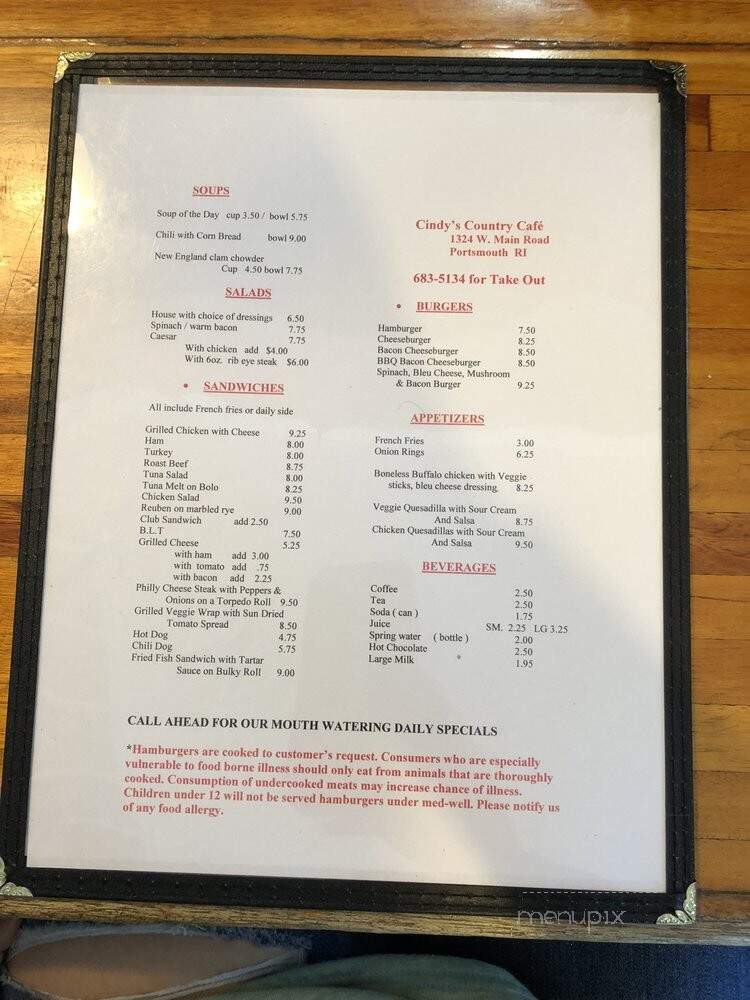 SOUPS
Soup of the Day cup 3.50 / bowl 5.75
Chili with Corn Bread bowl 9.00
New England clam chowder
Cup 4.50 bowl 7.75
SALADS
House with choice of dressings 6.50
Spinach / warm bacon 7.75
Caesar 7.75
With chicken add $4.00
With 6oz. rib eye steak $6.00
• SANDWICHES
All include French fries or daily side
Grilled Chicken with Cheese 9.25
Ham 8.00
Turkey 8.00
Roast Beef 8.75
Tuna Salad 8.00
Tuna Melt on Bolo 8.25
Chicken Salad 9.50
Reuben on marbled rye 9.00
Club Sandwich add 2.50
B.L.T 7.50
Grilled Cheese 5.25
with ham add 3.00
with tomato add .75
with bacon add 2.25
Philly Cheese Steak with Peppers &
Onions on a Torpedo Roll 9.50
Grilled Veggie Wrap with Sun Dried
Tomato Spread 8.50
Hot Dog 4.75
Chili Dog 5.75
Fried Fish Sandwich with Tartar
Sauce on Bulky Roll 9.00
Cindy's Country Café
1324 W. Main Road
Portsmouth RI
683-5134 for Take Out
• BURGERS
Hamburger 7.50
Cheeseburger 8.25
Bacon Cheeseburger 8.50
BBQ Bacon Cheeseburger 8.50
Spinach, Bleu Cheese, Mushroom
& Bacon Burger 9.25
APPETIZERS
French Fries 3.00
Onion Rings 6.25
Boneless Buffalo chicken with Veggie
sticks, bleu cheese dressing 8.25
Veggie Quesadilla with Sour Cream
And Salsa 8.75
Chicken Quesadillas with Sour Cream
And Salsa 9.50
BEVERAGES
Coffee 2.50
Tea 2.50
Soda ( can ) 1.75
Juice SM. 2.25 LG 3.25
Spring water ( bottle ) 2.00
Hot Chocolate 2.50
Large Milk 1.95
CALL AHEAD FOR OUR MOUTH WATERING DAILY SPECIALS
*Hamburgers are cooked to customer's request. Consumers who are especially
vulnerable to food borne illness should only eat from animals that are thoroughly
cooked. Consumption of undercooked meats may increase chance of illness.
Children under 12 will not be served hamburgers under med-well. Please notify us
of any food allergy.
menupix